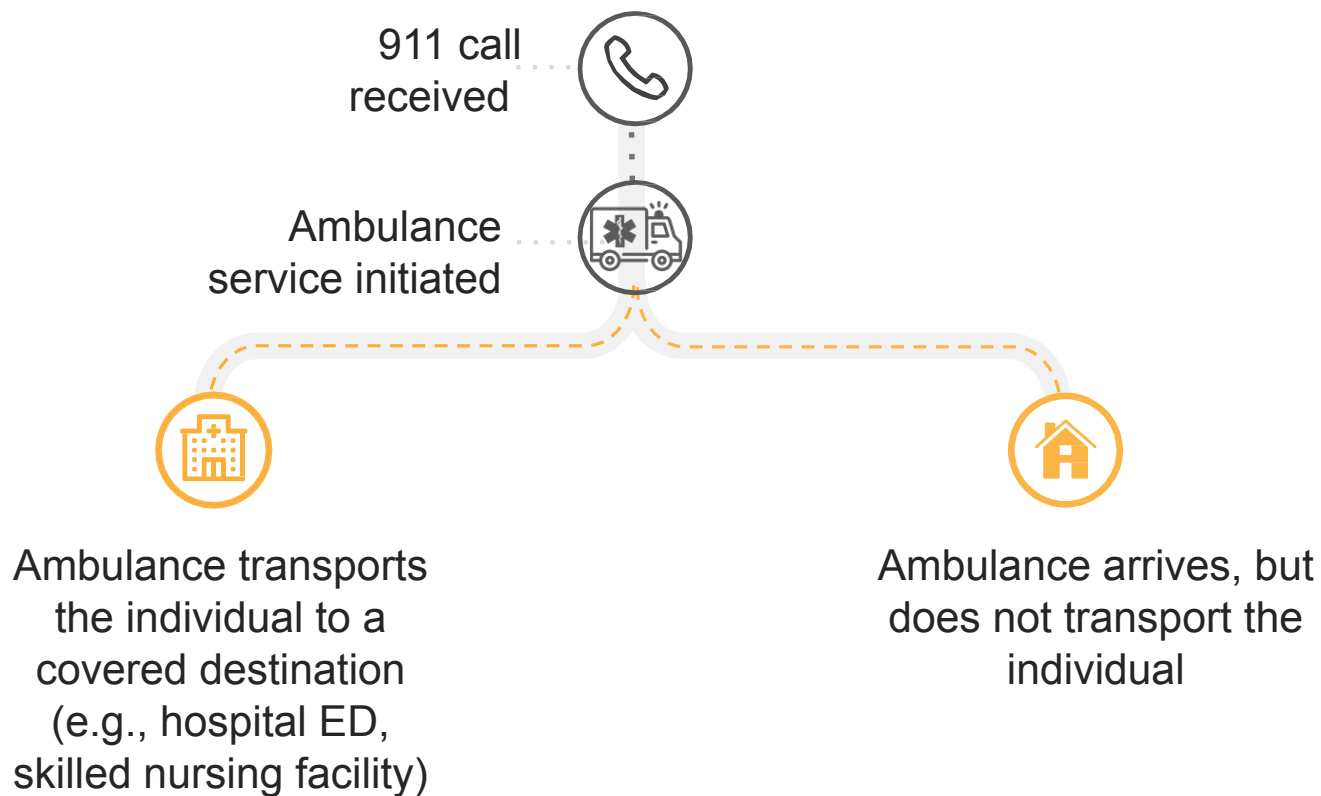 911 call
received
Ambulance
service initiated
Ambulance transports
the individual to a
covered destination
(e.g., hospital ED,
skilled nursing facility)
Ambulance arrives, but
does not transport the
individual